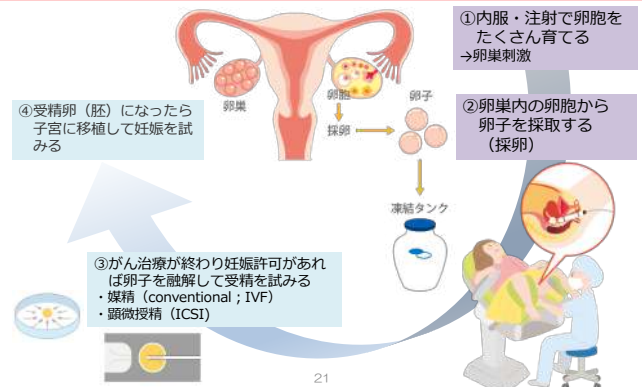 ①内服・注射で卵胞を
たくさん育てる
→卵巣刺激
②卵巣内の卵胞から
卵子を採取する
（採卵）
卵巣
卵胞
卵子
採卵
凍結タンク
④受精卵（胚）になったら
子宮に移植して妊娠を試
みる
③がん治療が終わり妊娠許可があれ
ば卵子を融解して受精を試みる
・媒精（conventional；IVF）
・顕微授精（ICSI)
21